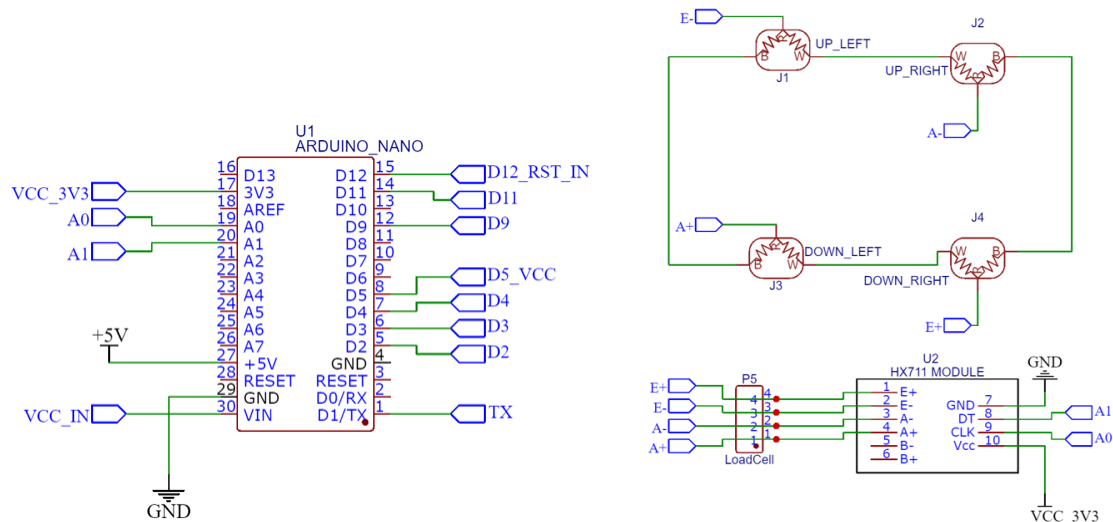 U1
ARDUINO_NANO
VCC_3V3
A0
A1
+5V
VCC_IN
GND
16 D13
17 3V3
18 AREF
19 A0
20 A1
21 A2
22 A3
23 A4
24 A5
25 A6
26 A7
27 +5V
28 RESET
29 GND
30 VIN
D12 15
D11 14
D10 13
D9 12
D8 11
D7 10
D6 9
D5 8
D4 7
D3 6
D2 5
GND 4
RESET 3
D0/RX 2
D1/TX 1
D12_RST_IN
D11
D9
D5_VCC
D4
D3
D2
TX
E-
B R W
J1
UP_LEFT
J2
UP_RIGHT
W R B
A-
A+
B R W
J3
DOWN_LEFT
J4
DOWN_RIGHT
W R B
E+
P5
E+ 4 4
E- 3 3
A- 2 2
A+ 1 1
LoadCell
U2
HX711 MODULE
1 E+
2 E-
3 A-
4 A+
5 B-
6 B+
GND 7
DT 8
CLK 9
Vcc 10
GND
A1
A0
VCC_3V3